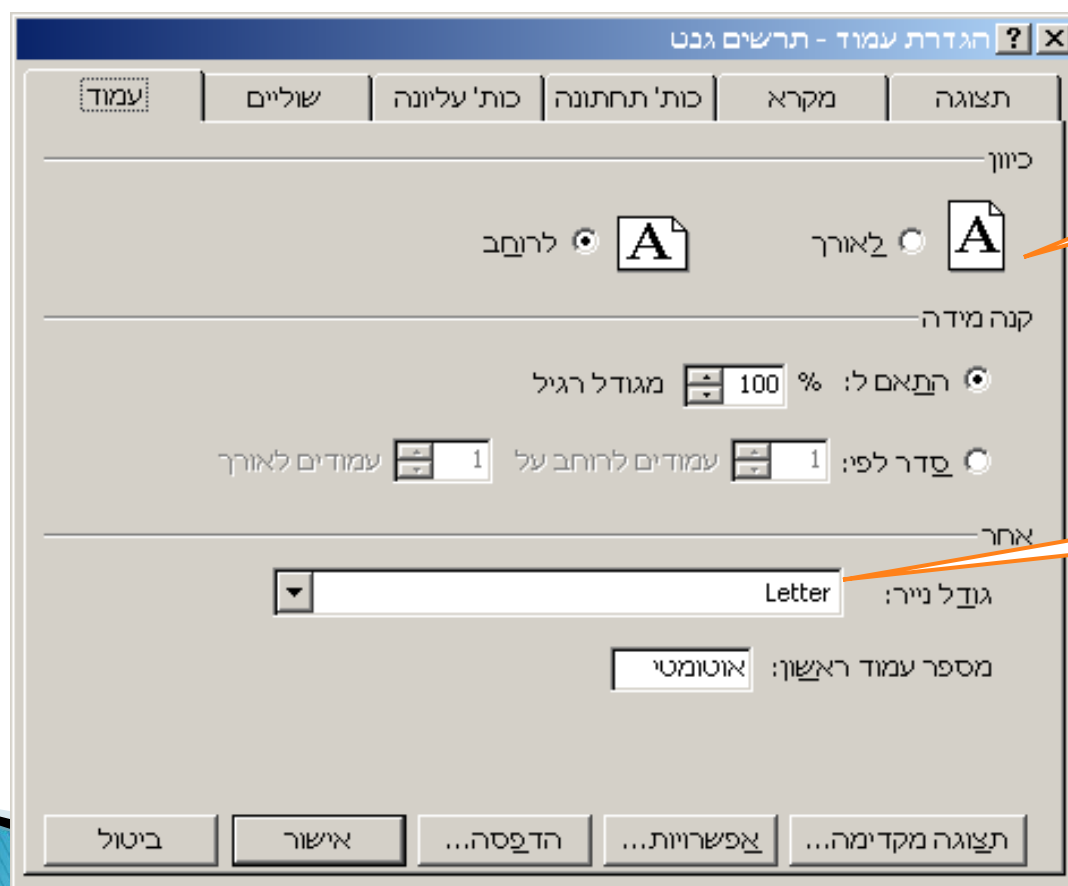 הגדרת עמוד - תרשים גנט
עמוד שוליים כות' עליונה כות' תחתונה מקרא תצוגה
כיוון
A לאורך A לרוחב
קנה מידה
התאם ל: % 100 מגודל רגיל
סדר לפי: 1 עמודים לרוחב על 1 עמודים לאורך
אחר
גודל נייר: Letter
מספר עמוד ראשון: אוטומטי
תצוגה מקדימה... אפשרויות... הדפסה... אישור ביטול